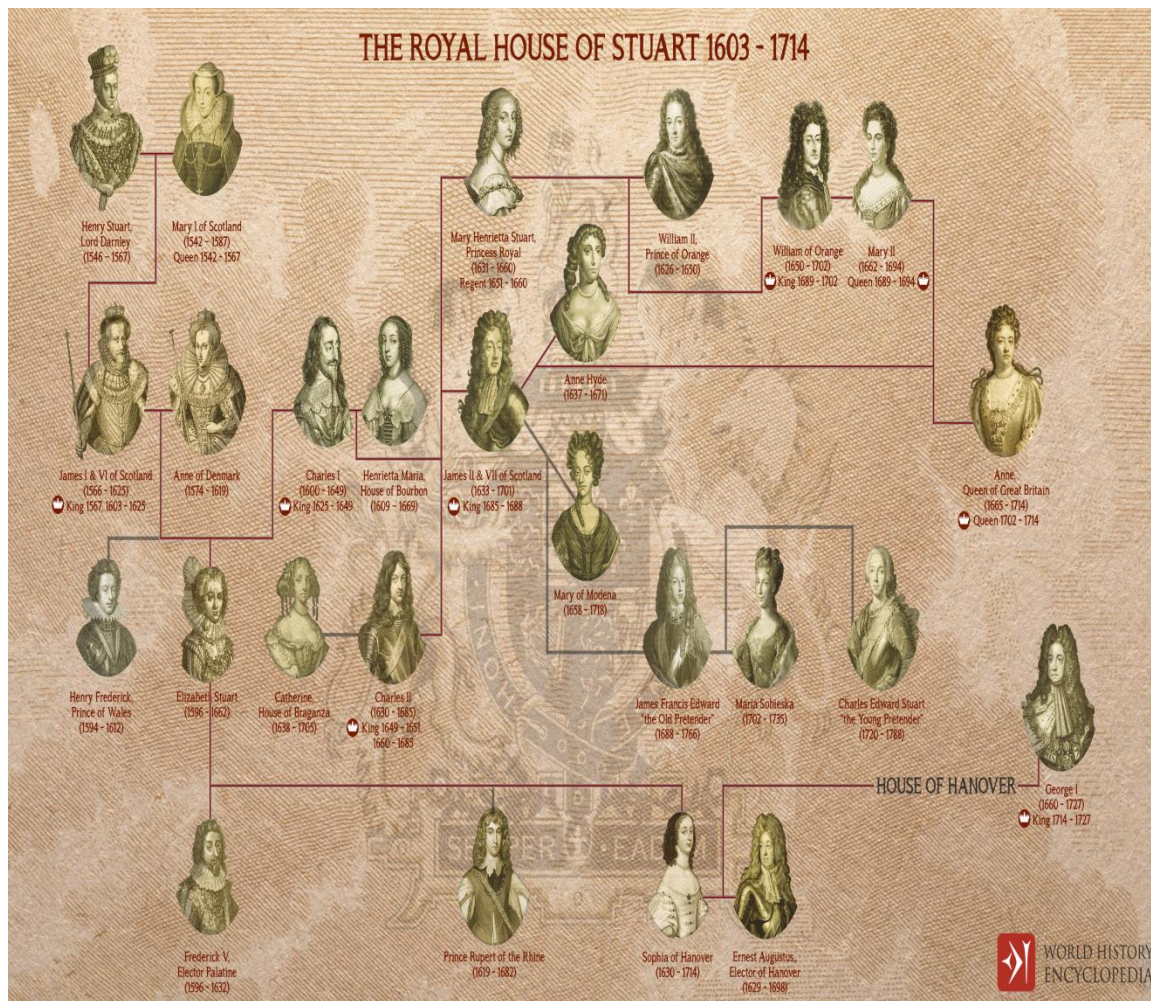 THE ROYAL HOUSE OF STUART 1603 - 1714
Henry Stuart,
Lord Darnley
(1546 - 1567)
Mary I of Scotland
(1542 - 1587)
Queen 1542 - 1567
Mary Henrietta Stuart,
Princess Royal
(1631 - 1660)
Regent 1651 - 1660
William II,
Prince of Orange
(1626 - 1650)
William of Orange
(1650 - 1702)
King 1689 - 1702
Mary II
(1662 - 1694)
Queen 1689 - 1694
Anne Hyde
(1637 - 1671)
James I & VI of Scotland
(1566 - 1625)
King 1567, 1603 - 1625
Anne of Denmark
(1574 - 1619)
Charles I
(1600 - 1649)
King 1625 - 1649
Henrietta Maria,
House of Bourbon
(1609 - 1669)
James II & VII of Scotland
(1633 - 1701)
King 1685 - 1688
Anne,
Queen of Great Britain
(1665 - 1714)
Queen 1702 - 1714
Mary of Modena
(1658 - 1718)
Henry Frederick,
Prince of Wales
(1594 - 1612)
Elizabeth Stuart
(1596 - 1662)
Catherine,
House of Braganza
(1638 - 1705)
Charles II
(1630 - 1685)
King 1649 - 1651,
1660 - 1685
James Francis Edward
"the Old Pretender"
(1688 - 1766)
Maria Sobieska
(1702 - 1735)
Charles Edward Stuart
"the Young Pretender"
(1720 - 1788)
HOUSE OF HANOVER
George I
(1660 - 1727)
King 1714 - 1727
Frederick V,
Elector Palatine
(1596 - 1632)
Prince Rupert of the Rhine
(1619 - 1682)
Sophia of Hanover
(1630 - 1714)
Ernest Augustus,
Elector of Hanover
(1629 - 1698)
WORLD HISTORY
ENCYCLOPEDIA